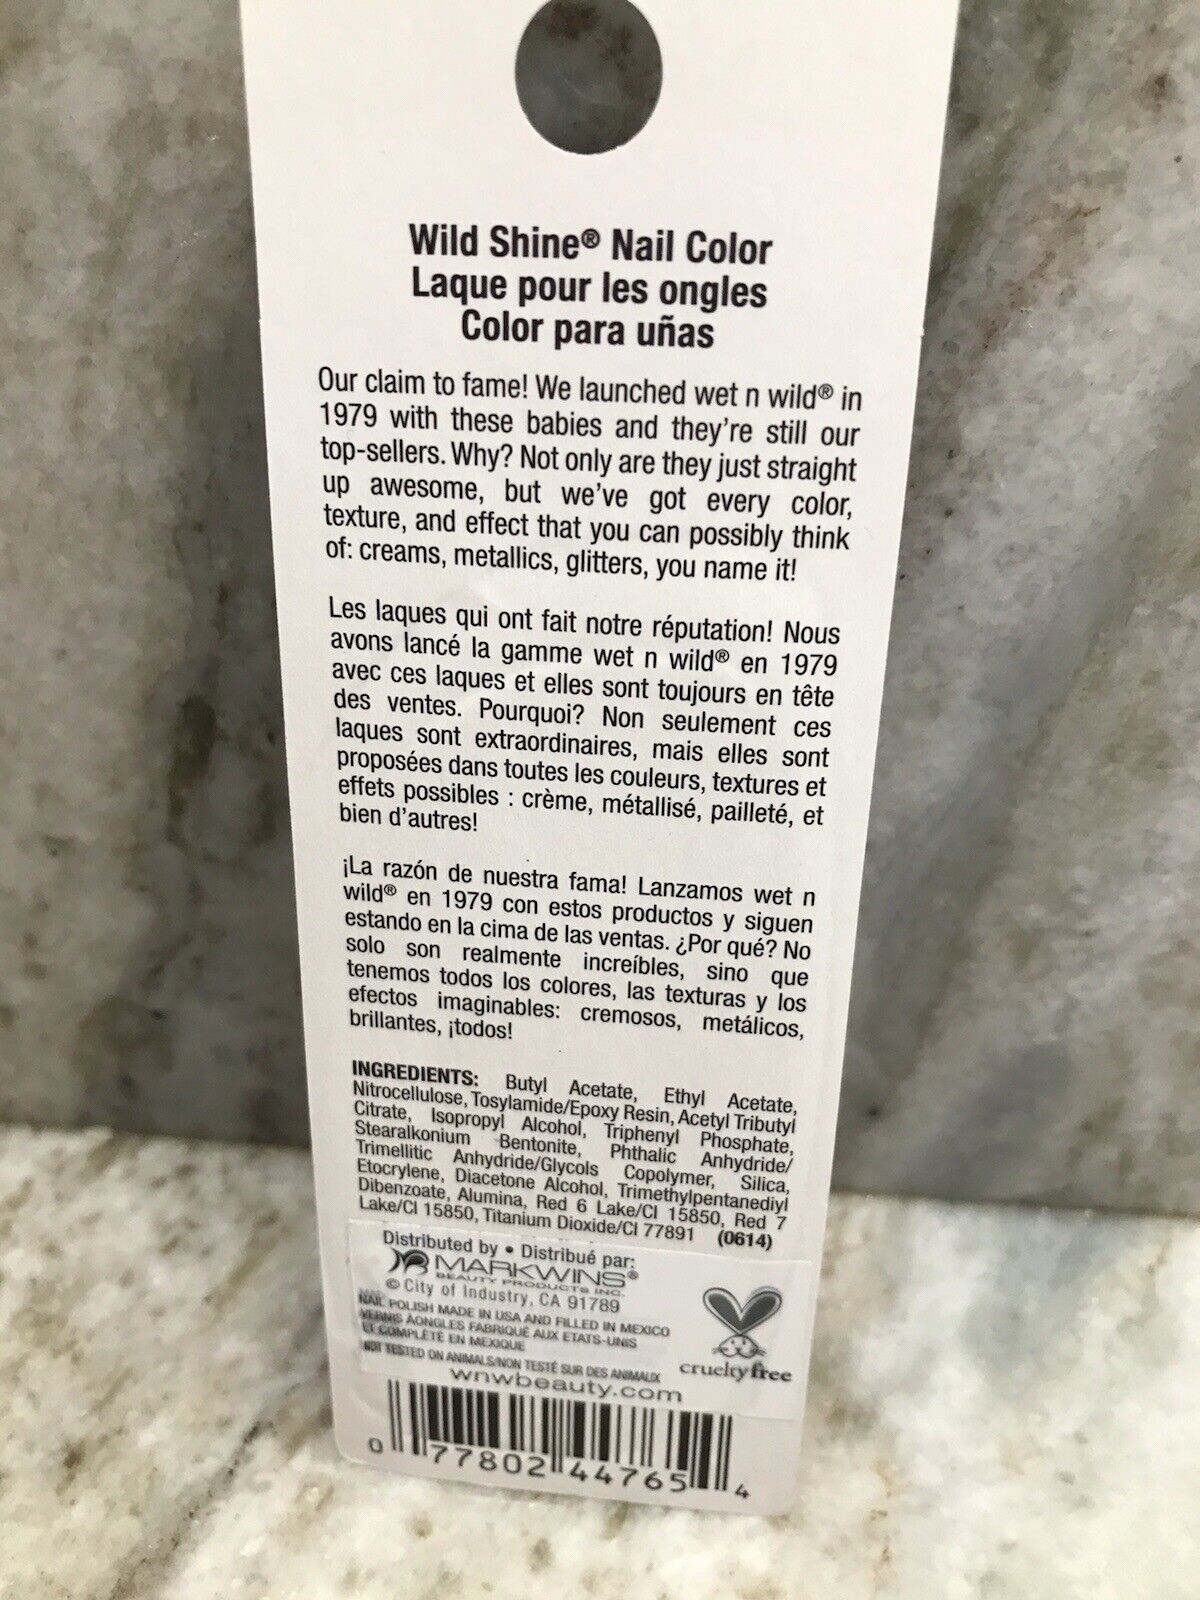 Wild Shine® Nail Color
Laque pour les ongles
Color para uñas
Our claim to fame! We launched wet n wild® in
1979 with these babies and they're still our
top-sellers. Why? Not only are they just straight
up awesome, but we've got every color,
texture, and effect that you can possibly think
of: creams, metallics, glitters, you name it!
Les laques qui ont fait notre réputation! Nous
avons lancé la gamme wet n wild® en 1979
avec ces laques et elles sont toujours en tête
des ventes. Pourquoi? Non seulement ces
laques sont extraordinaires, mais elles sont
proposées dans toutes les couleurs, textures et
effets possibles : crème, métallisé, pailleté, et
bien d'autres!
¡La razón de nuestra fama! Lanzamos wet n
wild® en 1979 con estos productos y siguen
estando en la cima de las ventas. ¿Por qué? No
solo son realmente increíbles, sino que
tenemos todos los colores, las texturas y los
efectos imaginables: cremosos, metálicos,
brillantes, ¡todos!
INGREDIENTS: Butyl Acetate, Ethyl Acetate,
Nitrocellulose, Tosylamide/Epoxy Resin, Acetyl Tributyl
Citrate, Isopropyl Alcohol, Triphenyl Phosphate,
Stearalkonium Bentonite, Phthalic Anhydride/
Trimellitic Anhydride/Glycols Copolymer, Silica,
Etocrylene, Diacetone Alcohol, Trimethylpentanediyl
Dibenzoate, Alumina, Red 6 Lake/CI 15850, Red 7
Lake/CI 15850, Titanium Dioxide/CI 77891 (0614)
Distributed by • Distribué par:
MARKWINS®
BEAUTY PRODUCTS INC.
© City of Industry, CA 91789
NAIL POLISH MADE IN USA AND FILLED IN MEXICO
VERNIS AONGLES FABRIQUÉ AUX ETATS-UNIS
ET COMPLÉTÉ EN MEXIQUE
NOT TESTED ON ANIMALS/NON TESTÉ SUR DES ANIMAUX
crueltyfree
wnwbeauty.com
0 77802 44765 4